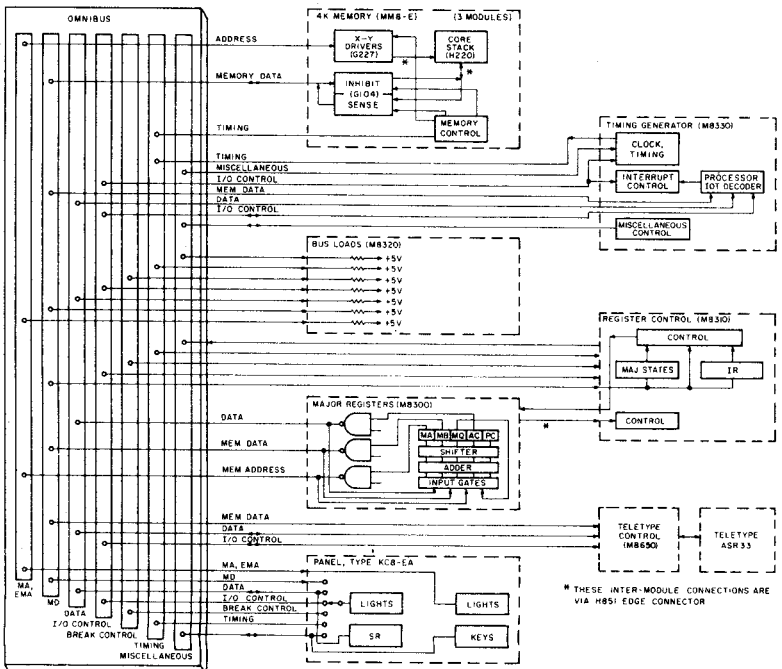 OMNIBUS
ADDRESS
MEMORY DATA
TIMING
TIMING
MISCELLANEOUS
I/O CONTROL
MEM DATA
DATA
I/O CONTROL
4K MEMORY (MM8-E) (3 MODULES)
X-Y
DRIVERS
(G227)
CORE
STACK
(H220)
*
*
INHIBIT
(G104)
SENSE
MEMORY
CONTROL
TIMING GENERATOR (M8330)
CLOCK,
TIMING
INTERRUPT
CONTROL
PROCESSOR
IOT DECODER
MISCELLANEOUS
CONTROL
BUS LOADS (M8320)
+5V
+5V
+5V
+5V
+5V
+5V
REGISTER CONTROL (M8310)
CONTROL
MAJ STATES
IR
CONTROL
*
DATA
MEM DATA
MEM ADDRESS
MAJOR REGISTERS (M8300)
MA MB MQ AC PC
SHIFTER
ADDER
INPUT GATES
MEM DATA
DATA
I/O CONTROL
TELETYPE
CONTROL
(M8650)
TELETYPE
ASR 33
MA, EMA
MD
DATA
I/O CONTROL
BREAK CONTROL
TIMING
PANEL, TYPE KC8-EA
LIGHTS
LIGHTS
SR
KEYS
* THESE INTER-MODULE CONNECTIONS ARE
VIA H851 EDGE CONNECTOR
MA,
EMA
MD
DATA
I/O CONTROL
BREAK CONTROL
TIMING
MISCELLANEOUS